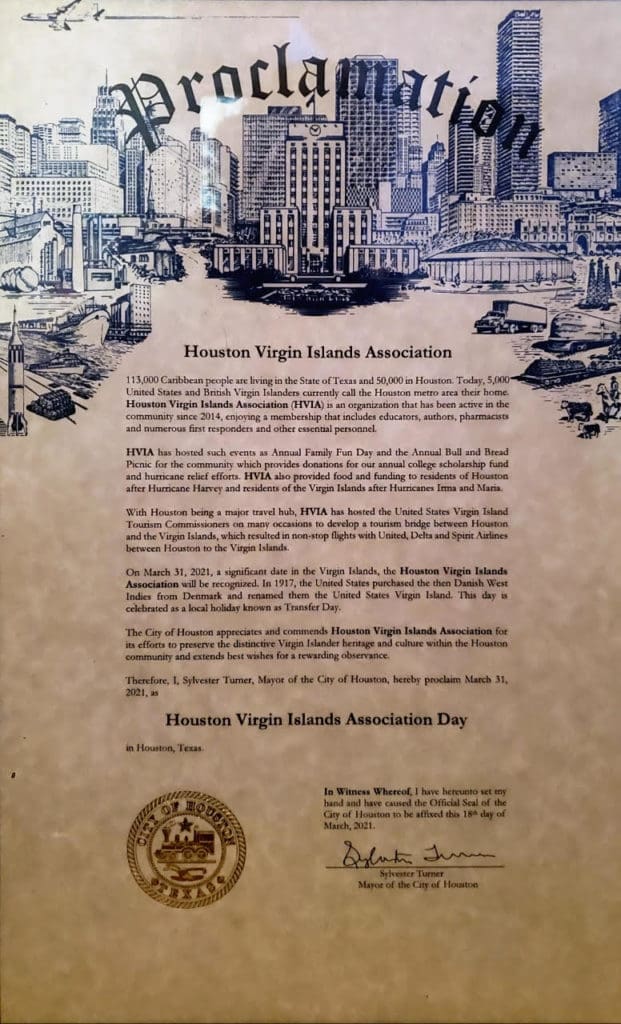 Proclamation
Houston Virgin Islands Association
113,000 Caribbean people are living in the State of Texas and 50,000 in Houston. Today, 5,000
United States and British Virgin Islanders currently call the Houston metro area their home.
Houston Virgin Islands Association (HVIA) is an organization that has been active in the
community since 2014, enjoying a membership that includes educators, authors, pharmacists
and numerous first responders and other essential personnel.
HVIA has hosted such events as Annual Family Fun Day and the Annual Bull and Bread
Picnic for the community which provides donations for our annual college scholarship fund
and hurricane relief efforts. HVIA also provided food and funding to residents of Houston
after Hurricane Harvey and residents of the Virgin Islands after Hurricanes Irma and Maria.
With Houston being a major travel hub, HVIA has hosted the United States Virgin Island
Tourism Commissioners on many occasions to develop a tourism bridge between Houston
and the Virgin Islands, which resulted in non-stop flights with United, Delta and Spirit Airlines
between Houston to the Virgin Islands.
On March 31, 2021, a significant date in the Virgin Islands, the Houston Virgin Islands
Association will be recognized. In 1917, the United States purchased the then Danish West
Indies from Denmark and renamed them the United States Virgin Island. This day is
celebrated as a local holiday known as Transfer Day.
The City of Houston appreciates and commends Houston Virgin Islands Association for
its efforts to preserve the distinctive Virgin Islander heritage and culture within the Houston
community and extends best wishes for a rewarding observance.
Therefore, I, Sylvester Turner, Mayor of the City of Houston, hereby proclaim March 31,
2021, as
Houston Virgin Islands Association Day
in Houston, Texas.
In Witness Whereof, I have hereunto set my
hand and have caused the Official Seal of the
City of Houston to be affixed this 18th day of
March, 2021.
Sylvester Turner
Sylvester Turner
Mayor of the City of Houston
CITY OF HOUSTON
TEXAS